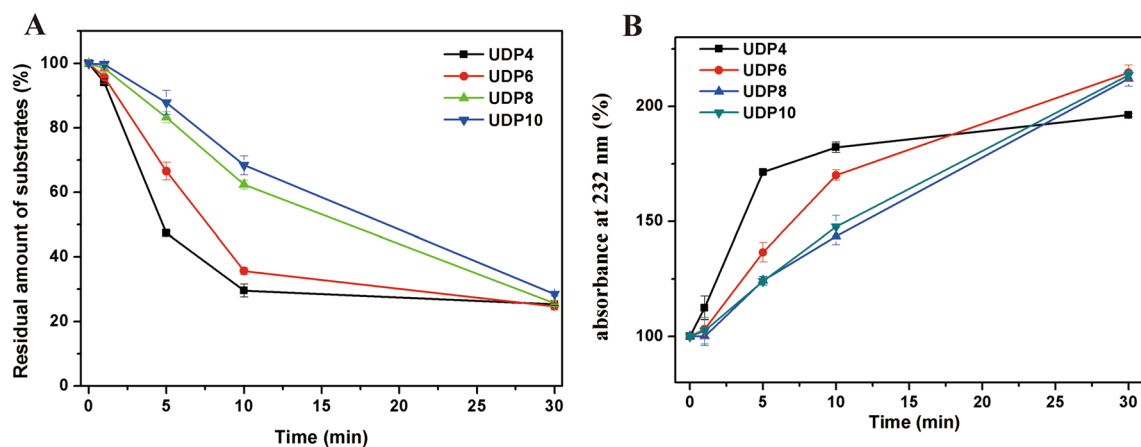 A
Residual amount of substrates (%)
100
80
60
40
20
0
UDP4
UDP6
UDP8
UDP10
0 5 10 15 20 25 30
Time (min)
B
absorbance at 232 nm (%)
200
150
100
UDP4
UDP6
UDP8
UDP10
0 5 10 15 20 25 30
Time (min)